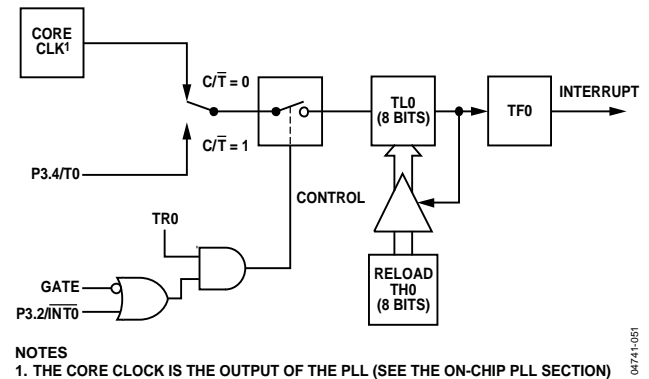 CORE
CLK¹
C/T̅ = 0
C/T̅ = 1
P3.4/T0
TL0
(8 BITS)
TF0
INTERRUPT
CONTROL
TR0
RELOAD
TH0
(8 BITS)
GATE
P3.2/I̅N̅T̅0̅
NOTES
1. THE CORE CLOCK IS THE OUTPUT OF THE PLL (SEE THE ON-CHIP PLL SECTION)
04741-051